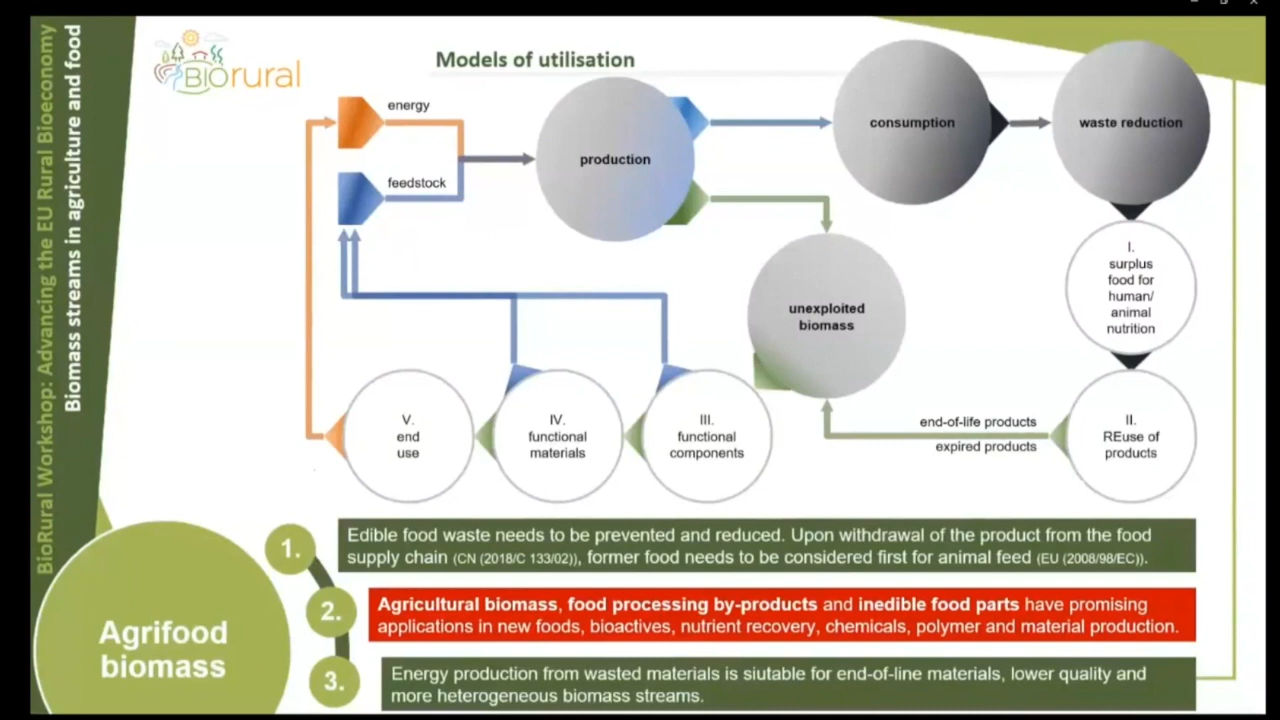 BioRural Workshop: Advancing the EU Rural Bioeconomy
Biomass streams in agriculture and food
BIOrural
Models of utilisation
energy
feedstock
production
consumption
waste reduction
unexploited
biomass
I.
surplus
food for
human/
animal
nutrition
II.
REuse of
products
end-of-life products
expired products
III.
functional
components
IV.
functional
materials
V.
end
use
Agrifood
biomass
1.
Edible food waste needs to be prevented and reduced. Upon withdrawal of the product from the food
supply chain (CN (2018/C 133/02)), former food needs to be considered first for animal feed (EU (2008/98/EC)).
2.
Agricultural biomass, food processing by-products and inedible food parts have promising
applications in new foods, bioactives, nutrient recovery, chemicals, polymer and material production.
3.
Energy production from wasted materials is siutable for end-of-line materials, lower quality and
more heterogeneous biomass streams.